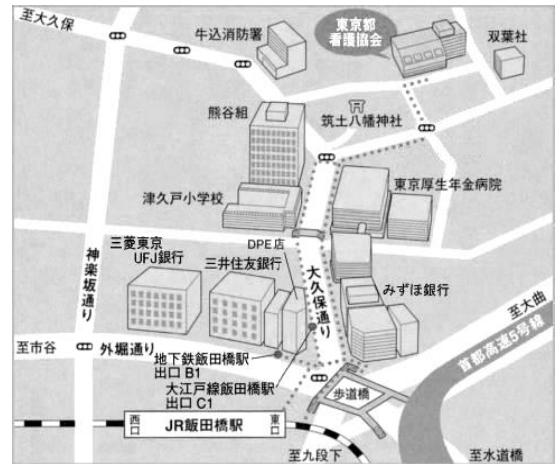 至大久保
牛込消防署
東京都
看護協会
双葉社
熊谷組
筑土八幡神社
津久戸小学校
東京厚生年金病院
三菱東京
UFJ銀行
三井住友銀行
DPE店
大久保通り
みずほ銀行
神楽坂通り
至大曲
首都高速5号線
至市谷
外堀通り
地下鉄飯田橋駅
出口 B1
大江戸線飯田橋駅
出口 C1
歩道橋
西口
JR飯田橋駅
東口
至九段下
至水道橋